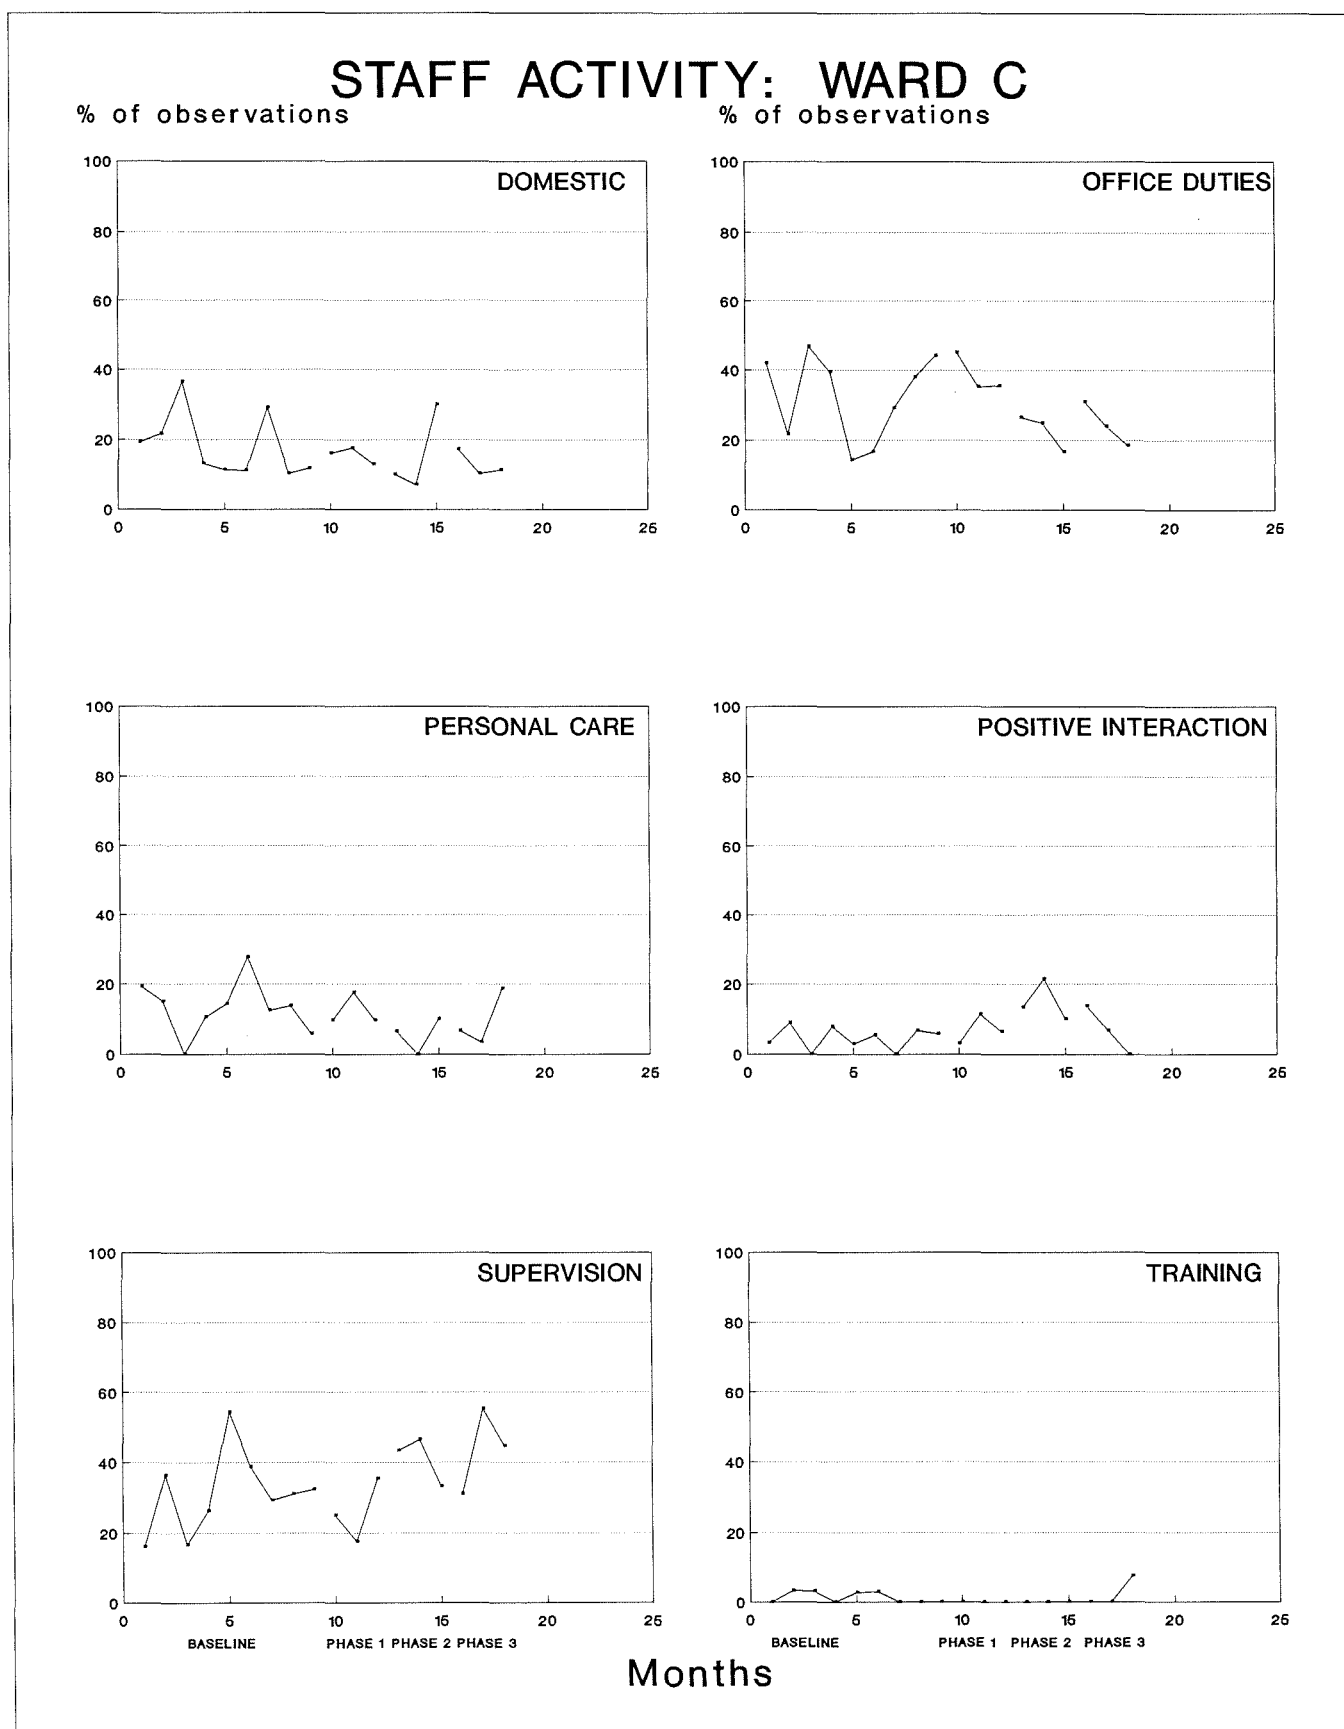 STAFF ACTIVITY: WARD C
% of observations
% of observations
DOMESTIC
100
80
60
40
20
0
0 5 10 15 20 25
OFFICE DUTIES
100
80
60
40
20
0
0 5 10 15 20 25
PERSONAL CARE
100
80
60
40
20
0
0 5 10 15 20 25
POSITIVE INTERACTION
100
80
60
40
20
0
0 5 10 15 20 25
SUPERVISION
100
80
60
40
20
0
0 5 10 15 20 25
BASELINE PHASE 1 PHASE 2 PHASE 3
TRAINING
100
80
60
40
20
0
0 5 10 15 20 25
BASELINE PHASE 1 PHASE 2 PHASE 3
Months